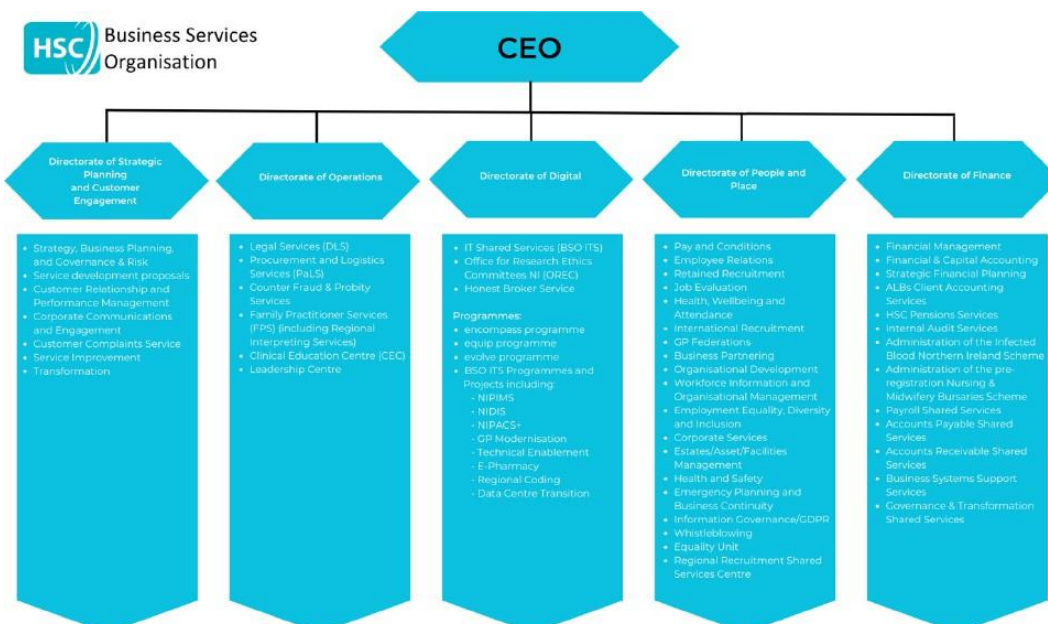 HSC
Business Services
Organisation
CEO
Directorate of Strategic
Planning
and Customer
Engagement
• Strategy, Business Planning,
and Governance & Risk
• Service development proposals
• Customer Relationship and
Performance Management
• Corporate Communications
and Engagement
• Customer Complaints Service
• Service Improvement
• Transformation
Directorate of Operations
• Legal Services (DLS)
• Procurement and Logistics
Services (PaLS)
• Counter Fraud & Probity
Services
• Family Practitioner Services
(FPS) (including Regional
Interpreting Services)
• Clinical Education Centre (CEC)
• Leadership Centre
Directorate of Digital
• IT Shared Services (BSO ITS)
• Office for Research Ethics
Committees NI (OREC)
• Honest Broker Service
Programmes:
• encompass programme
• equip programme
• evolve programme
• BSO ITS Programmes and
Projects including:
- NIPIMS
- NIDIS
- NIPACS+
- GP Modernisation
- Technical Enablement
- E-Pharmacy
- Regional Coding
- Data Centre Transition
Directorate of People and
Place
• Pay and Conditions
• Employee Relations
• Retained Recruitment
• Job Evaluation
• Health, Wellbeing and
Attendance
• International Recruitment
• GP Federations
• Business Partnering
• Organisational Development
• Workforce Information and
Organisational Management
• Employment Equality, Diversity
and Inclusion
• Corporate Services
• Estates/Asset/Facilities
Management
• Health and Safety
• Emergency Planning and
Business Continuity
• Information Governance/GDPR
• Whistleblowing
• Equality Unit
• Regional Recruitment Shared
Services Centre
Directorate of Finance
• Financial Management
• Financial & Capital Accounting
• Strategic Financial Planning
• ALBs Client Accounting
Services
• HSC Pensions Services
• Internal Audit Services
• Administration of the Infected
Blood Northern Ireland Scheme
• Administration of the pre-
registration Nursing &
Midwifery Bursaries Scheme
• Payroll Shared Services
• Accounts Payable Shared
Services
• Accounts Receivable Shared
Services
• Business Systems Support
Services
• Governance & Transformation
Shared Services